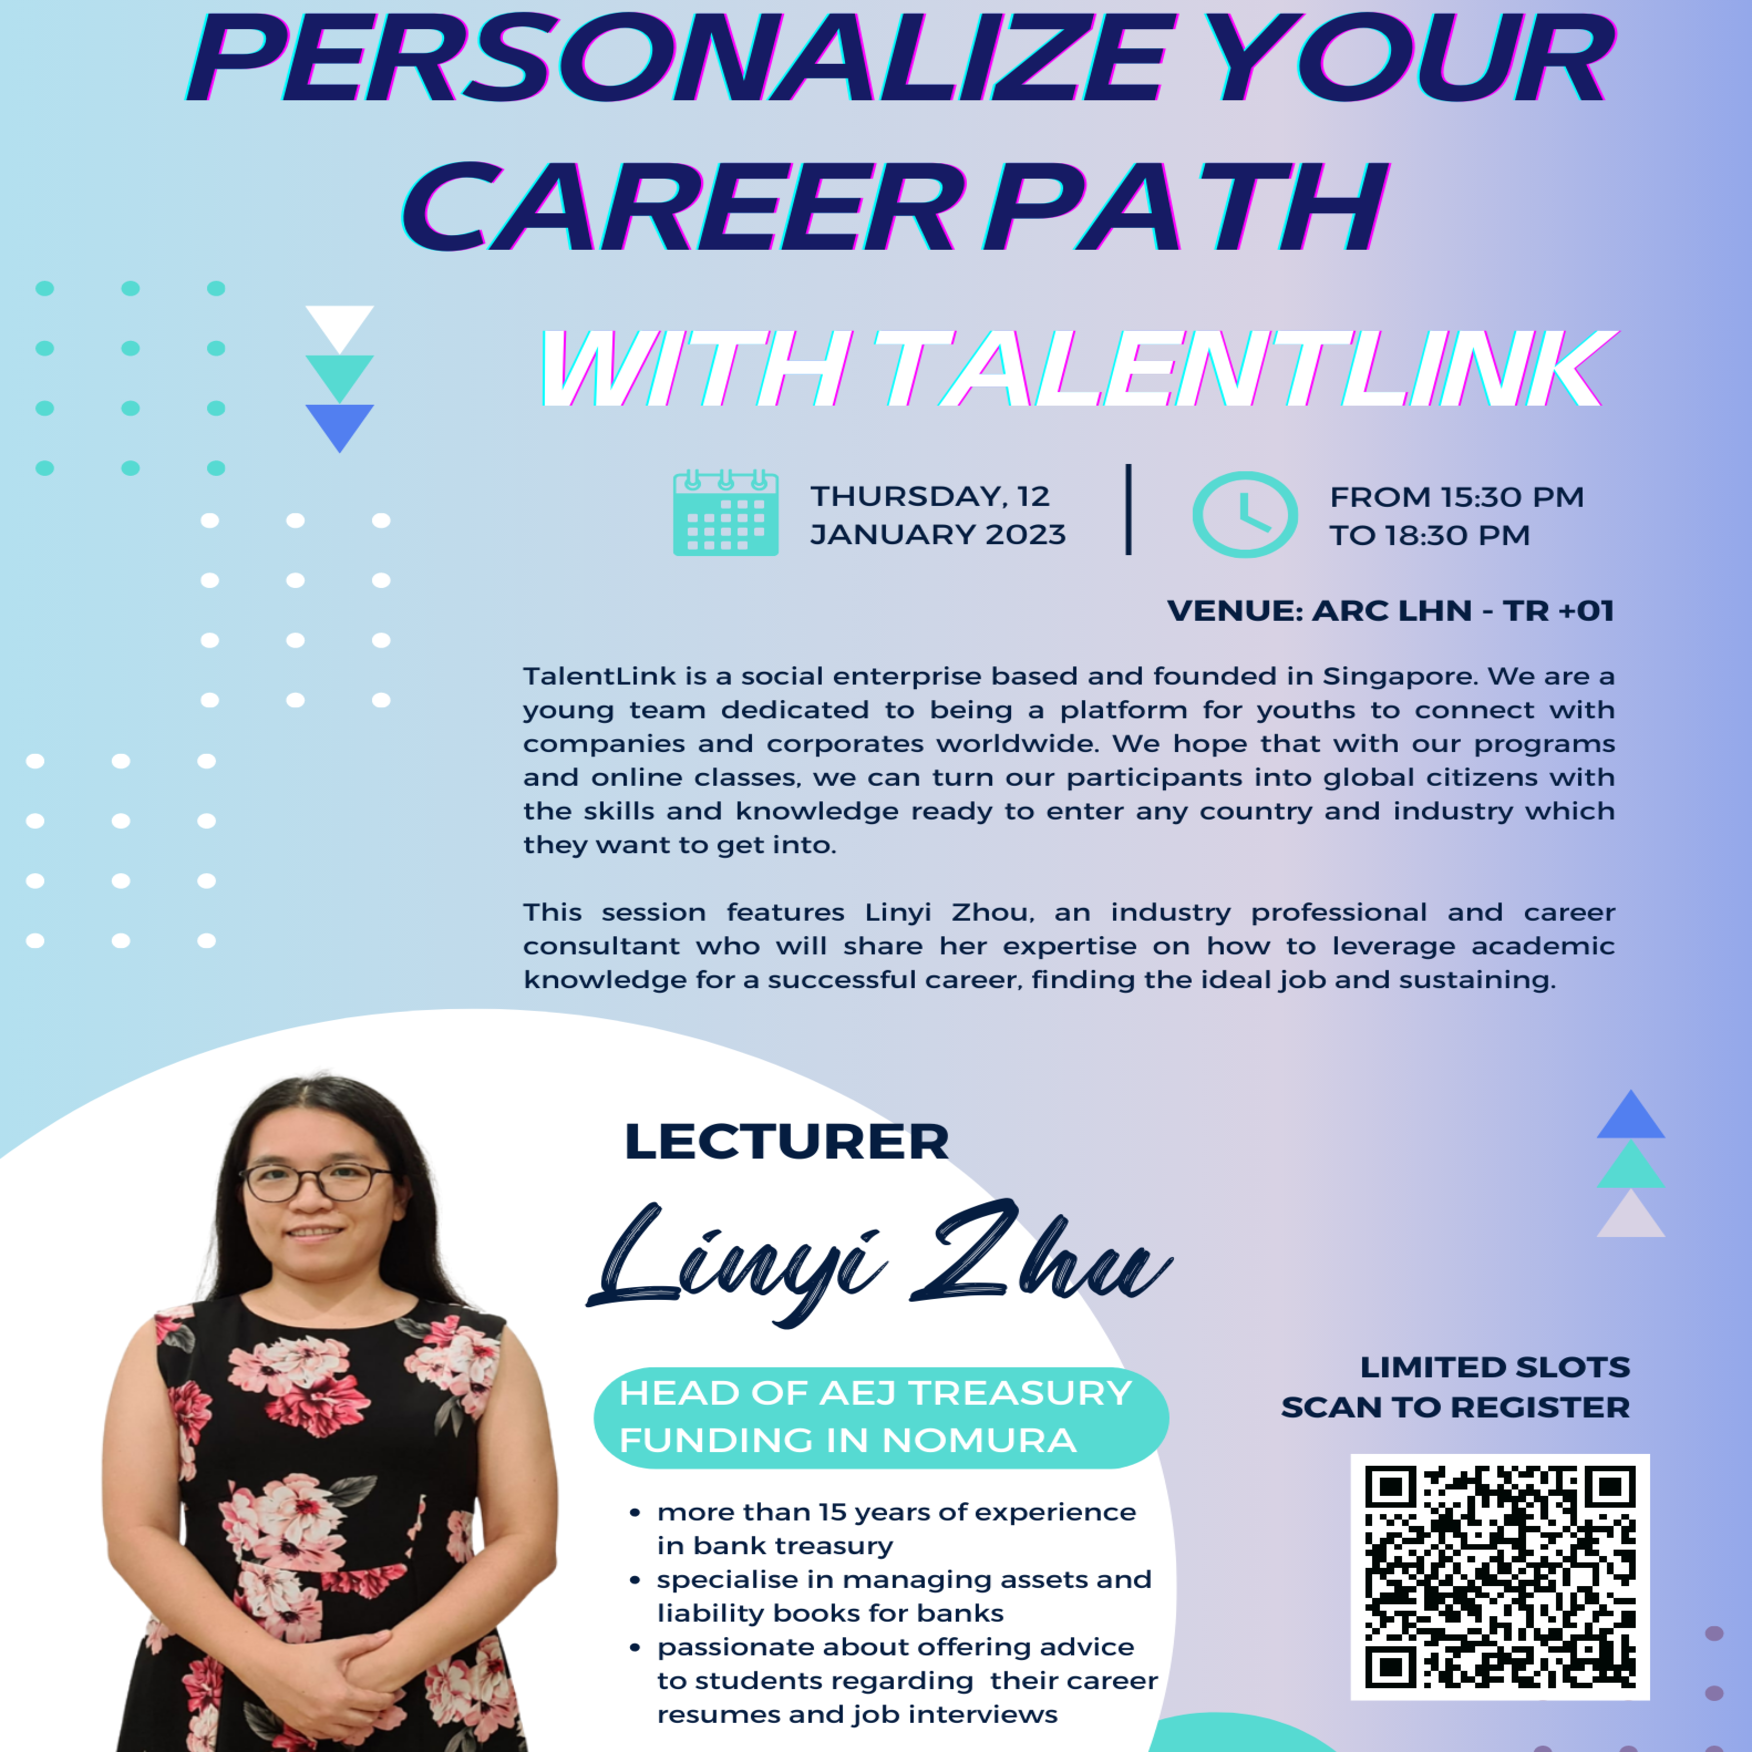 PERSONALIZE YOUR
CAREER PATH
WITH TALENTLINK
THURSDAY, 12
JANUARY 2023
FROM 15:30 PM
TO 18:30 PM
VENUE: ARC LHN - TR +01
TalentLink is a social enterprise based and founded in Singapore. We are a
young team dedicated to being a platform for youths to connect with
companies and corporates worldwide. We hope that with our programs
and online classes, we can turn our participants into global citizens with
the skills and knowledge ready to enter any country and industry which
they want to get into.
This session features Linyi Zhou, an industry professional and career
consultant who will share her expertise on how to leverage academic
knowledge for a successful career, finding the ideal job and sustaining.
LECTURER
Linyi Zhu
HEAD OF AEJ TREASURY
FUNDING IN NOMURA
• more than 15 years of experience
in bank treasury
• specialise in managing assets and
liability books for banks
• passionate about offering advice
to students regarding their career
resumes and job interviews
LIMITED SLOTS
SCAN TO REGISTER